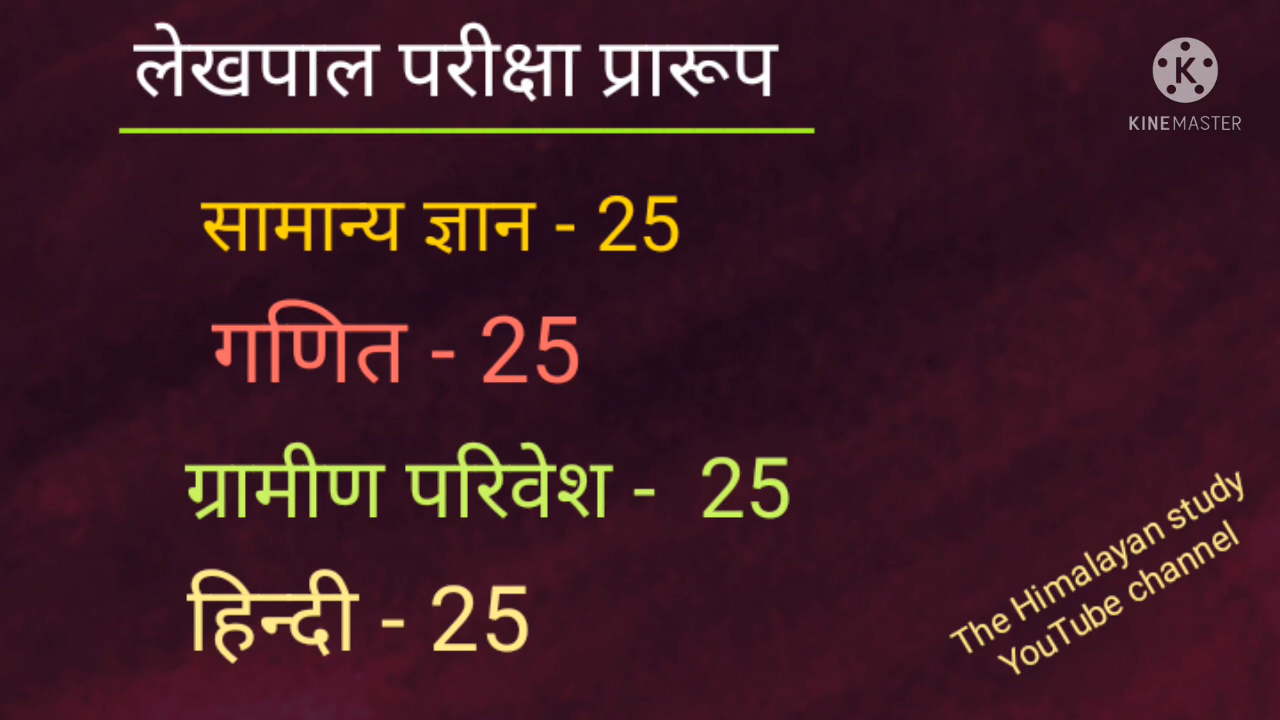 लेखपाल परीक्षा प्रारूप
KINEMASTER
सामान्य ज्ञान - 25
गणित - 25
ग्रामीण परिवेश - 25
हिन्दी - 25
The Himalayan study
YouTube channel